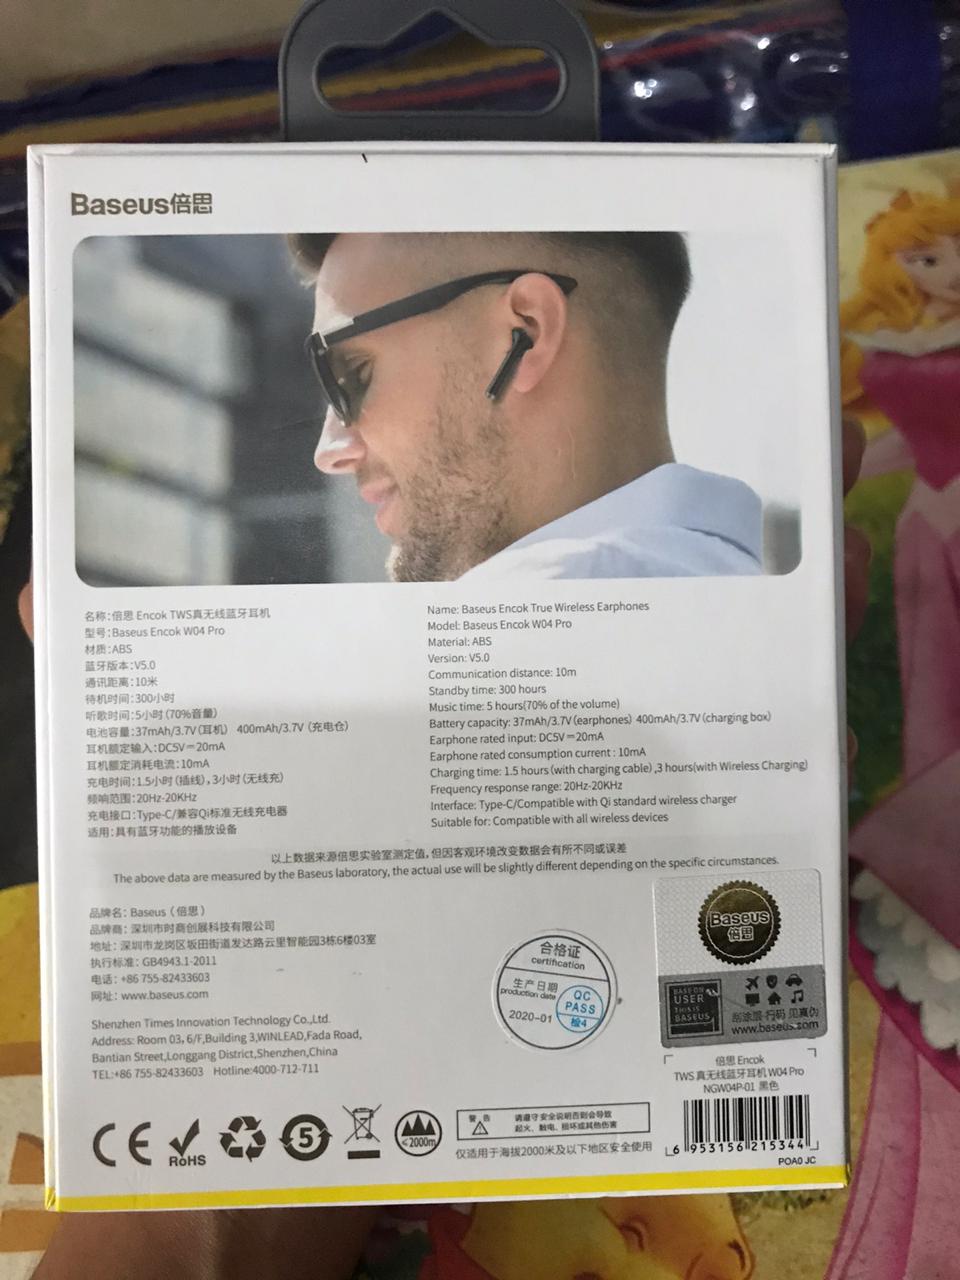 Baseus倍思
名称:倍思 Encok TWS真无线蓝牙耳机
型号:Baseus Encok W04 Pro
材质:ABS
蓝牙版本:V5.0
通讯距离:10米
待机时间:300小时
听歌时间:5小时(70%音量)
电池容量:37mAh/3.7V(耳机) 400mAh/3.7V(充电仓)
耳机额定输入:DC5V⎓20mA
耳机额定消耗电流:10mA
充电时间:1.5小时(插线),3小时(无线充)
频响范围:20Hz-20KHz
充电接口:Type-C/兼容Qi标准无线充电器
适用:具有蓝牙功能的播放设备
Name: Baseus Encok True Wireless Earphones
Model: Baseus Encok W04 Pro
Material: ABS
Version: V5.0
Communication distance: 10m
Standby time: 300 hours
Music time: 5 hours(70% of the volume)
Battery capacity: 37mAh/3.7V(earphones) 400mAh/3.7V(charging box)
Earphone rated input: DC5V⎓20mA
Earphone rated consumption current : 10mA
Charging time: 1.5 hours(with charging cable) ,3 hours(with Wireless Charging)
Frequency response range: 20Hz-20KHz
Interface: Type-C/Compatible with Qi standard wireless charger
Suitable for: Compatible with all wireless devices
以上数据来源倍思实验室测定值,但因客观环境改变数据会有所不同或误差
The above data are measured by the Baseus laboratory, the actual use will be slightly different depending on the specific circumstances.
品牌名: Baseus (倍思)
品牌商: 深圳市时商创展科技有限公司
地址: 深圳市龙岗区坂田街道发达路云里智能园3栋6楼03室
执行标准: GB4943.1-2011
电话: +86 755-82433603
网址: www.baseus.com
Shenzhen Times Innovation Technology Co.,Ltd.
Address: Room 03, 6/F,Building 3,WINLEAD,Fada Road,
Bantian Street,Longgang District,Shenzhen,China
TEL:+86 755-82433603 Hotline:4000-712-711
合格证
certification
生产日期
production date
2020-01
QC
PASS
检4
Baseus
倍思
BASE ON
USER
THIS IS
BASEUS
刮涂层·扫码 见真伪
www.baseus.com
倍思 Encok
TWS 真无线蓝牙耳机 W04 Pro
NGW04P-01 黑色
6 953156 215344
POA0 JC
CE
RoHS
5
≤2000m
警 告
请遵守安全说明否则会导致
起火、触电、损坏或其他伤害
仅适用于海拔2000米及以下地区安全使用